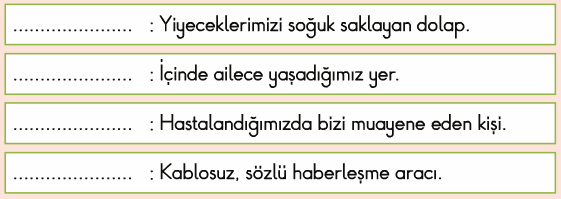 ...................... : Yiyeceklerimizi soğuk saklayan dolap.
...................... : İçinde ailece yaşadığımız yer.
...................... : Hastalandığımızda bizi muayene eden kişi.
...................... : Kablosuz, sözlü haberleşme aracı.